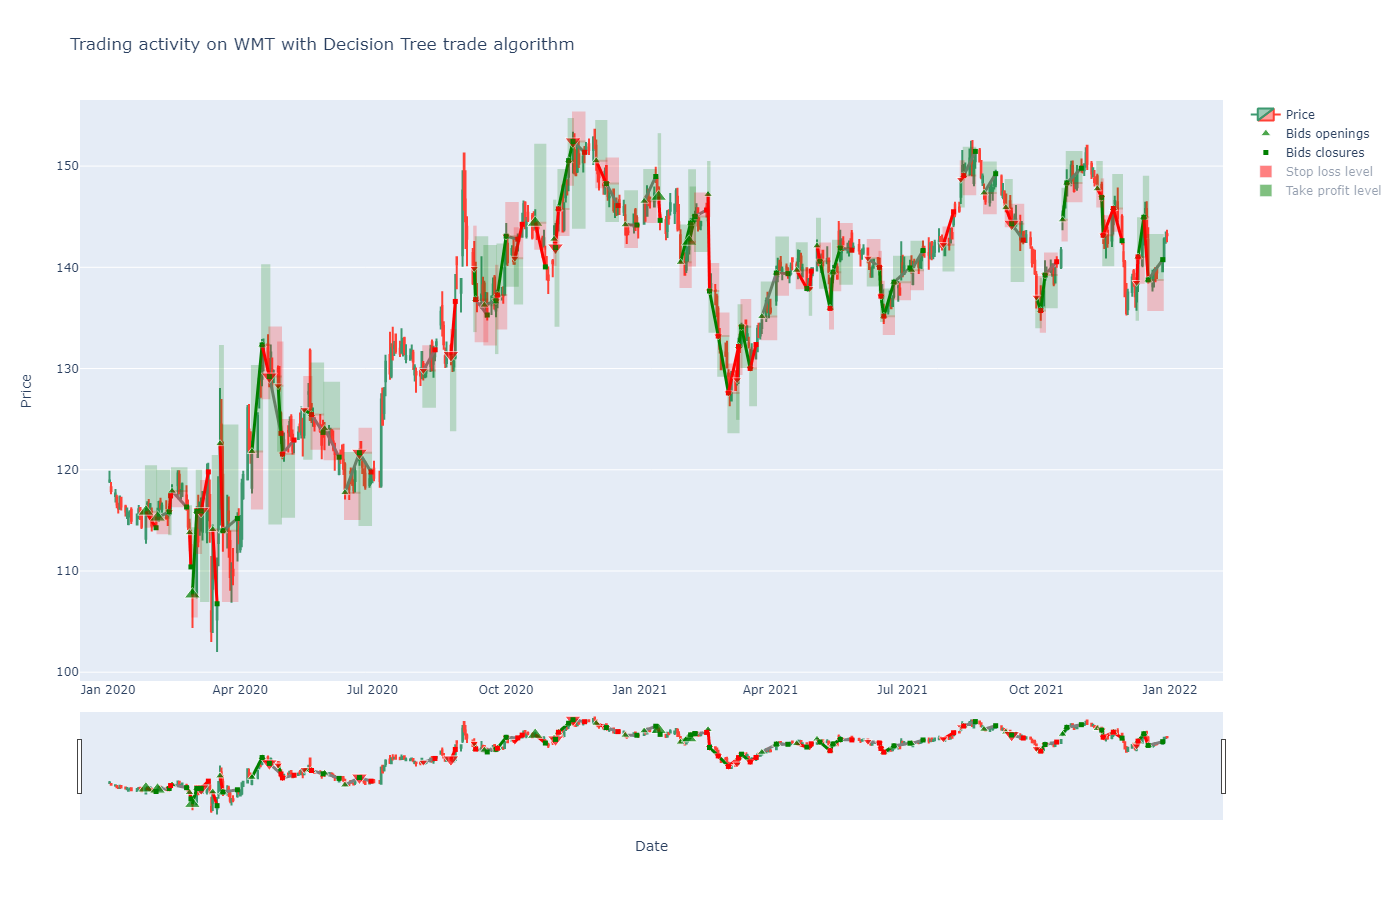 Trading activity on WMT with Decision Tree trade algorithm
Price
Bids openings
Bids closures
Stop loss level
Take profit level
150
140
130
120
110
100
Price
Jan 2020
Apr 2020
Jul 2020
Oct 2020
Jan 2021
Apr 2021
Jul 2021
Oct 2021
Jan 2022
Date